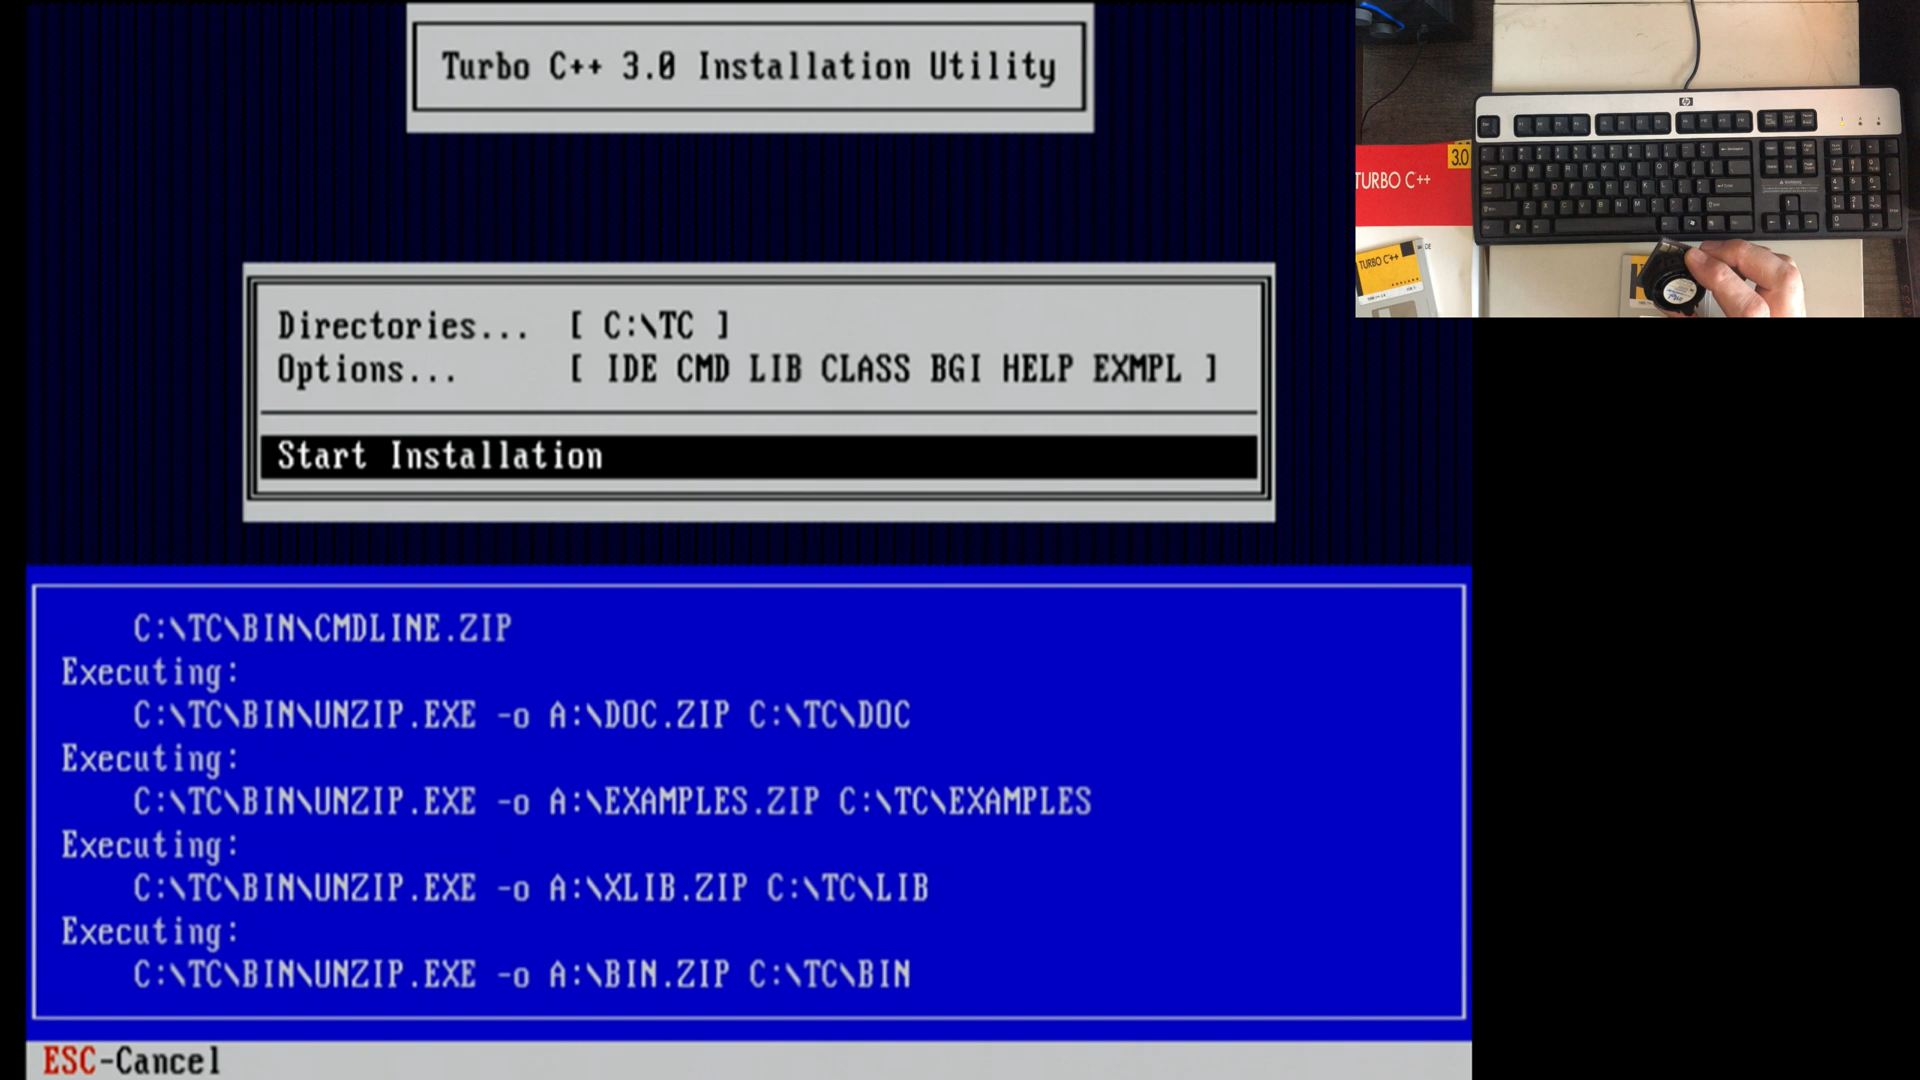 Turbo C++ 3.0 Installation Utility
Directories... [ C:\TC ]
Options... [ IDE CMD LIB CLASS BGI HELP EXMPL ]
Start Installation
C:\TC\BIN\CMDLINE.ZIP
Executing:
C:\TC\BIN\UNZIP.EXE -o A:\DOC.ZIP C:\TC\DOC
Executing:
C:\TC\BIN\UNZIP.EXE -o A:\EXAMPLES.ZIP C:\TC\EXAMPLES
Executing:
C:\TC\BIN\UNZIP.EXE -o A:\XLIB.ZIP C:\TC\LIB
Executing:
C:\TC\BIN\UNZIP.EXE -o A:\BIN.ZIP C:\TC\BIN
ESC-Cancel
3.0
TURBO C++
TURBO C++